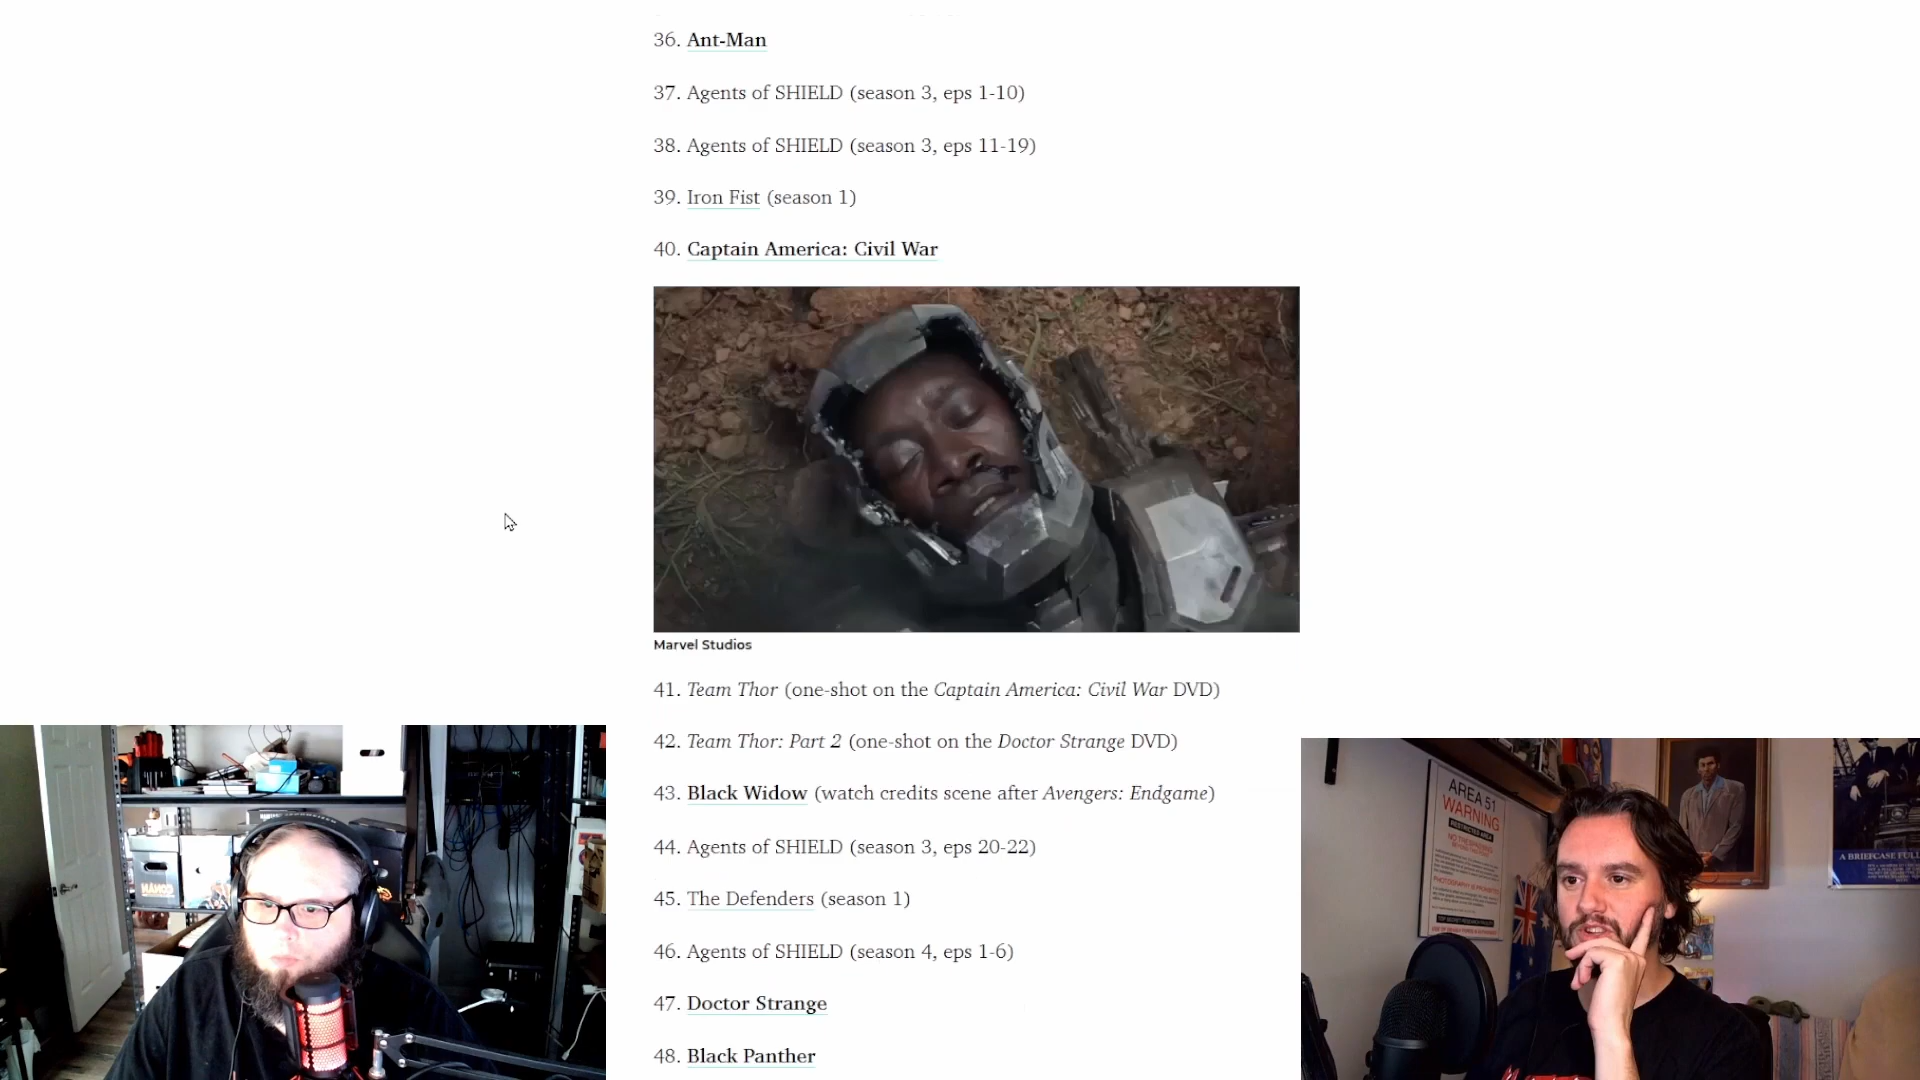 36. Ant-Man
37. Agents of SHIELD (season 3, eps 1-10)
38. Agents of SHIELD (season 3, eps 11-19)
39. Iron Fist (season 1)
40. Captain America: Civil War
Marvel Studios
41. Team Thor (one-shot on the Captain America: Civil War DVD)
42. Team Thor: Part 2 (one-shot on the Doctor Strange DVD)
43. Black Widow (watch credits scene after Avengers: Endgame)
44. Agents of SHIELD (season 3, eps 20-22)
45. The Defenders (season 1)
46. Agents of SHIELD (season 4, eps 1-6)
47. Doctor Strange
48. Black Panther
CONAN
AREA 51
WARNING
RESTRICTED AREA
A BRIEFCASE FULL